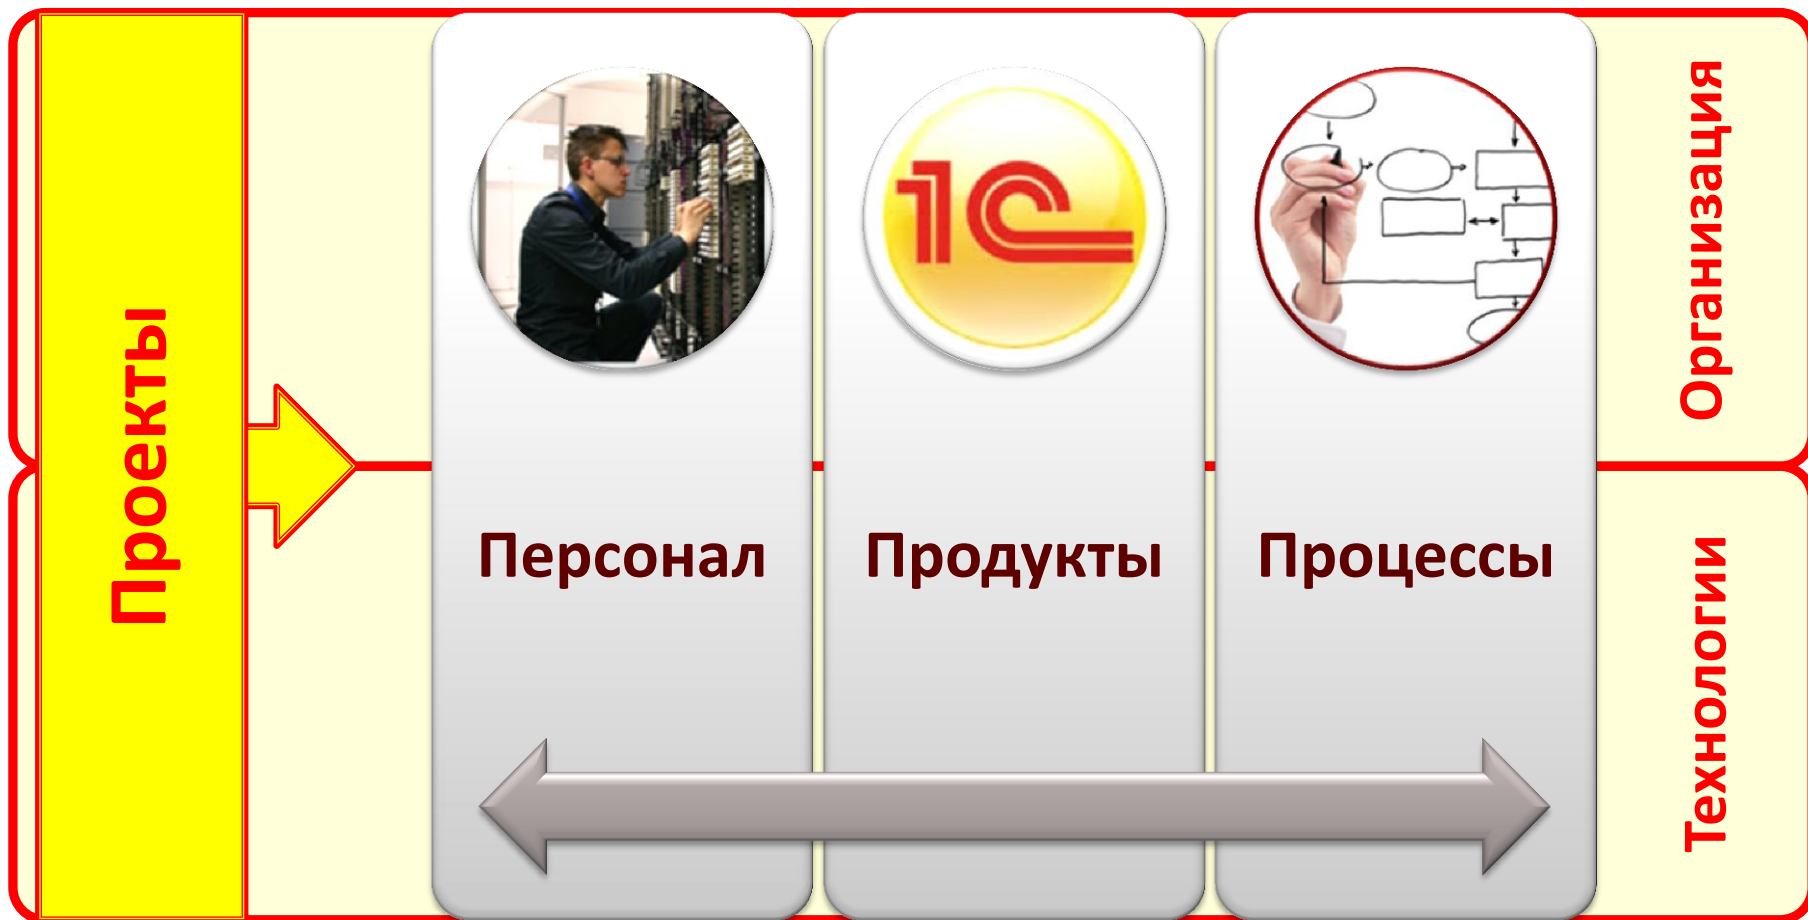 Проекты
1С
Персонал
Продукты
Процессы
Организация
Технологии